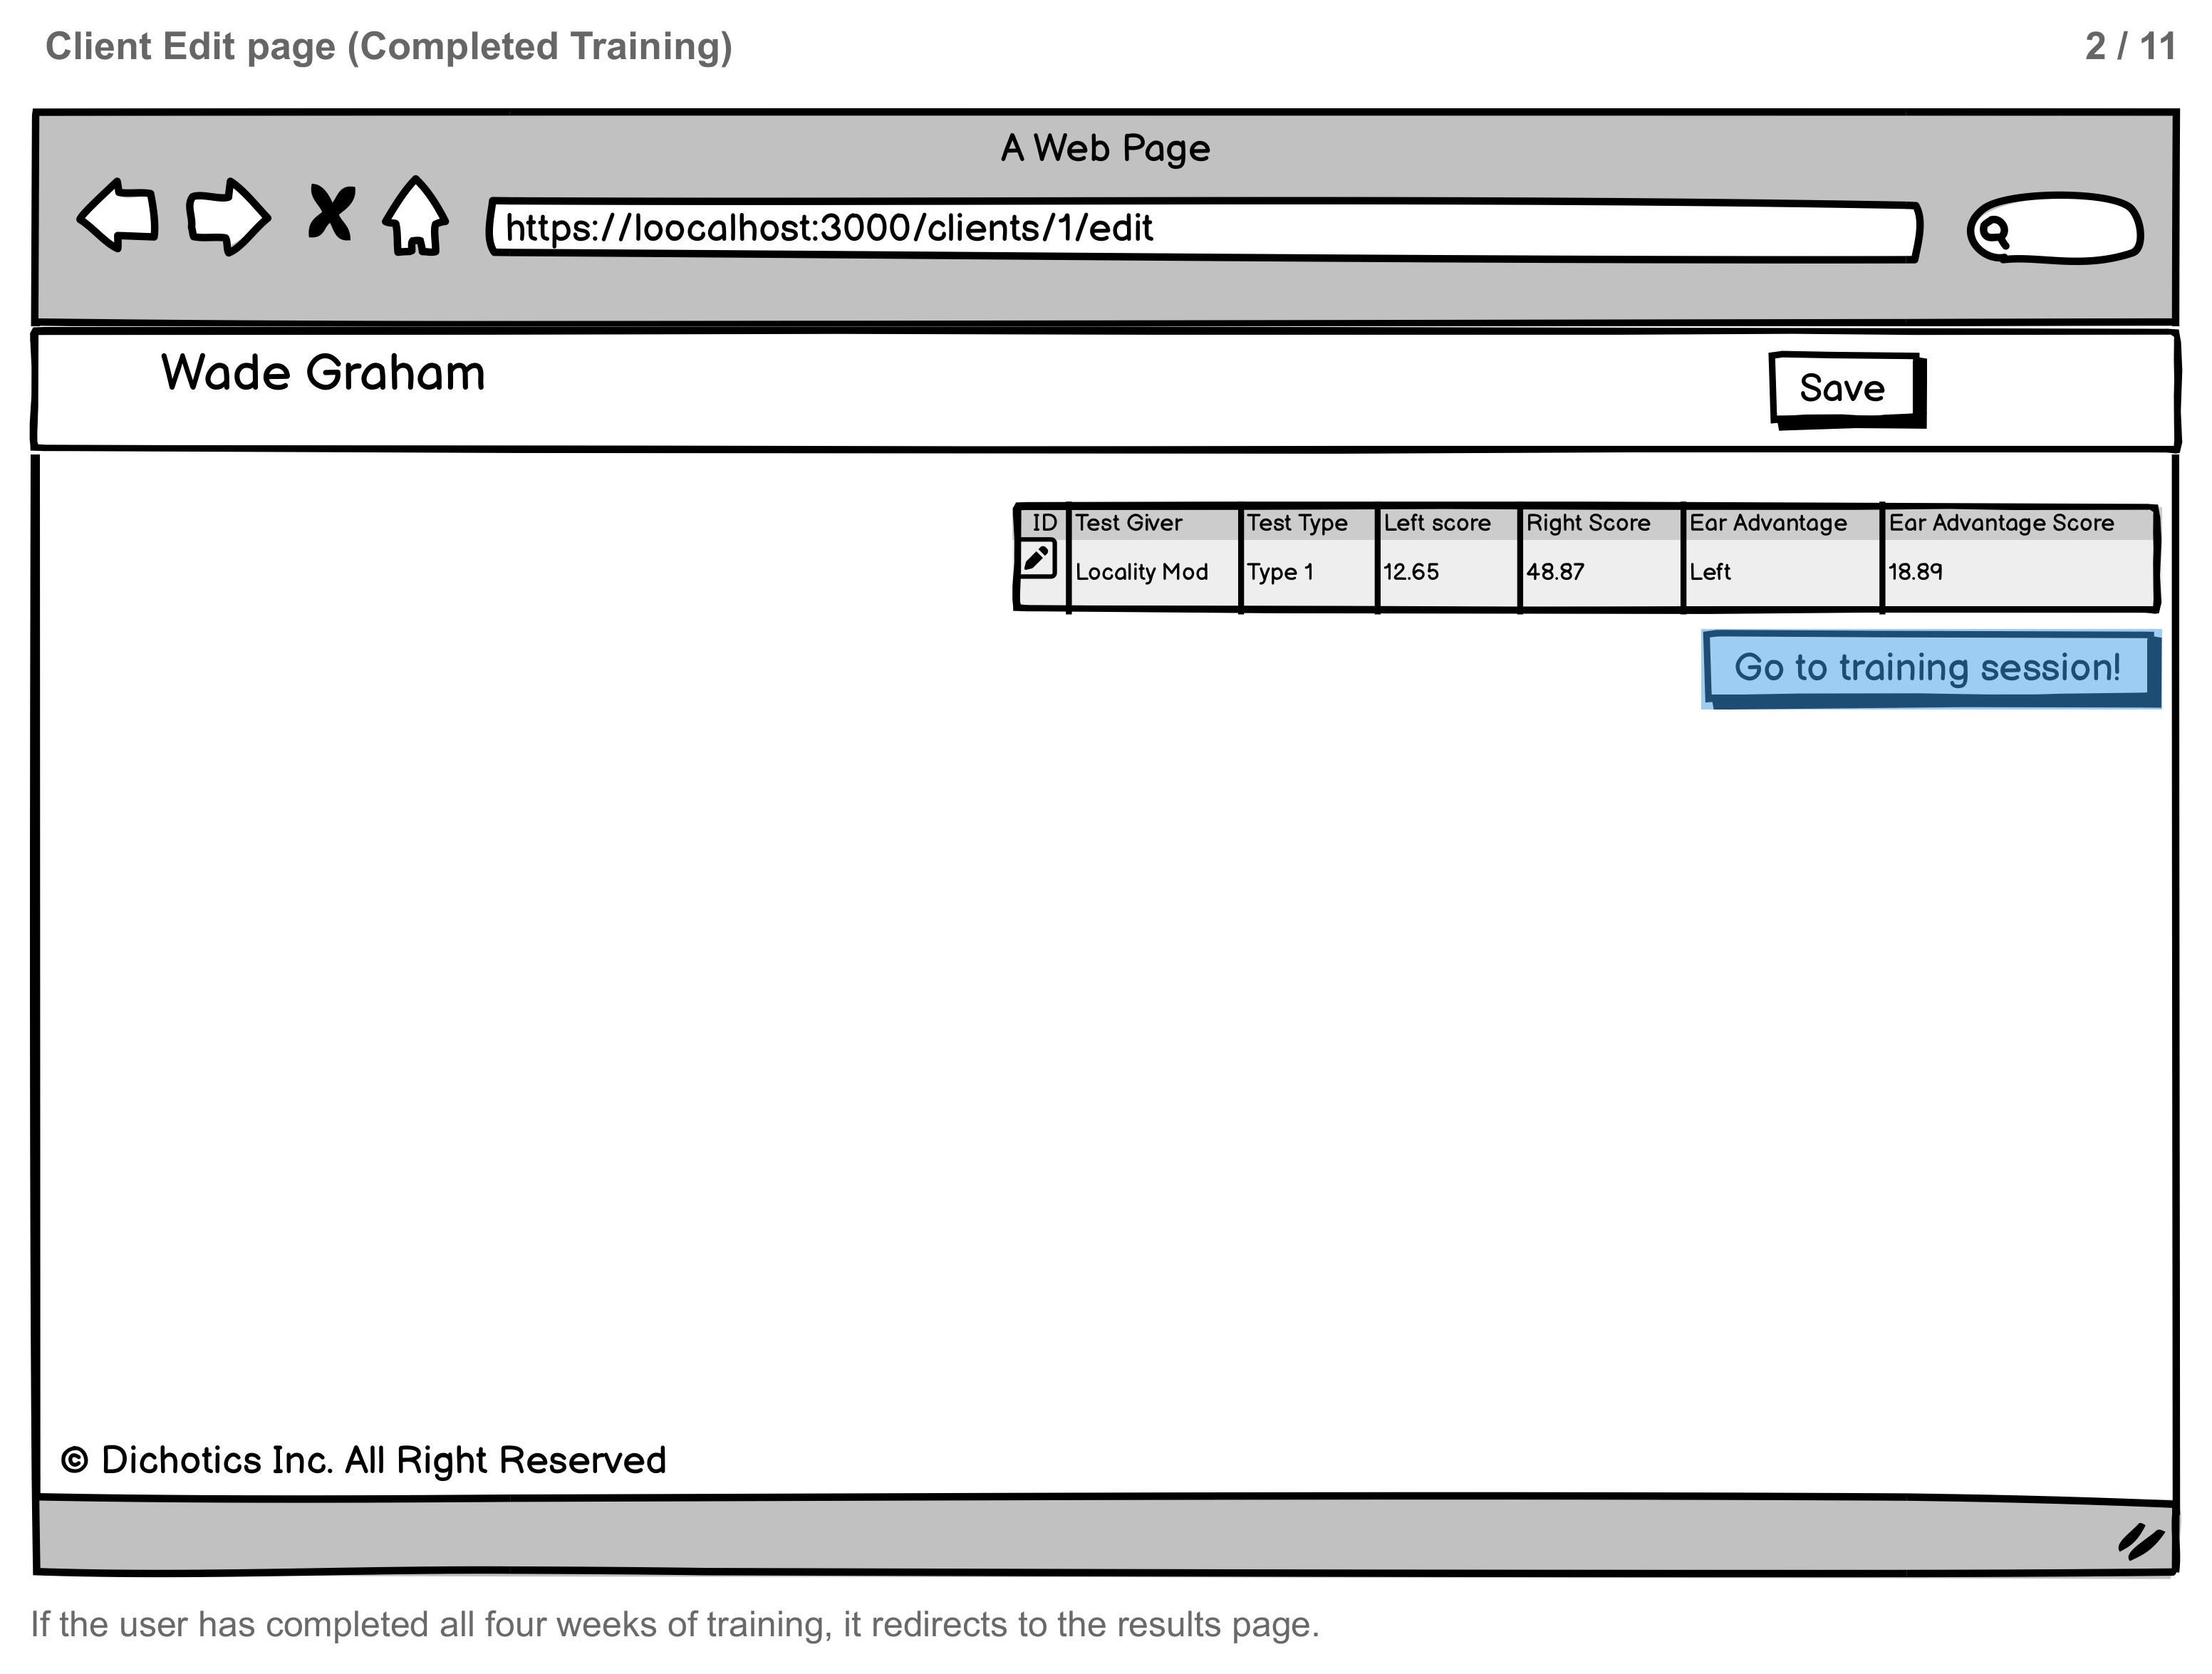 Client Edit page (Completed Training) 2 / 11
A Web Page
https://loocalhost:3000/clients/1/edit
Wade Graham Save
ID Test Giver Test Type Left score Right Score Ear Advantage Ear Advantage Score
Locality Mod Type 1 12.65 48.87 Left 18.89
Go to training session!
© Dichotics Inc. All Right Reserved
If the user has completed all four weeks of training, it redirects to the results page.